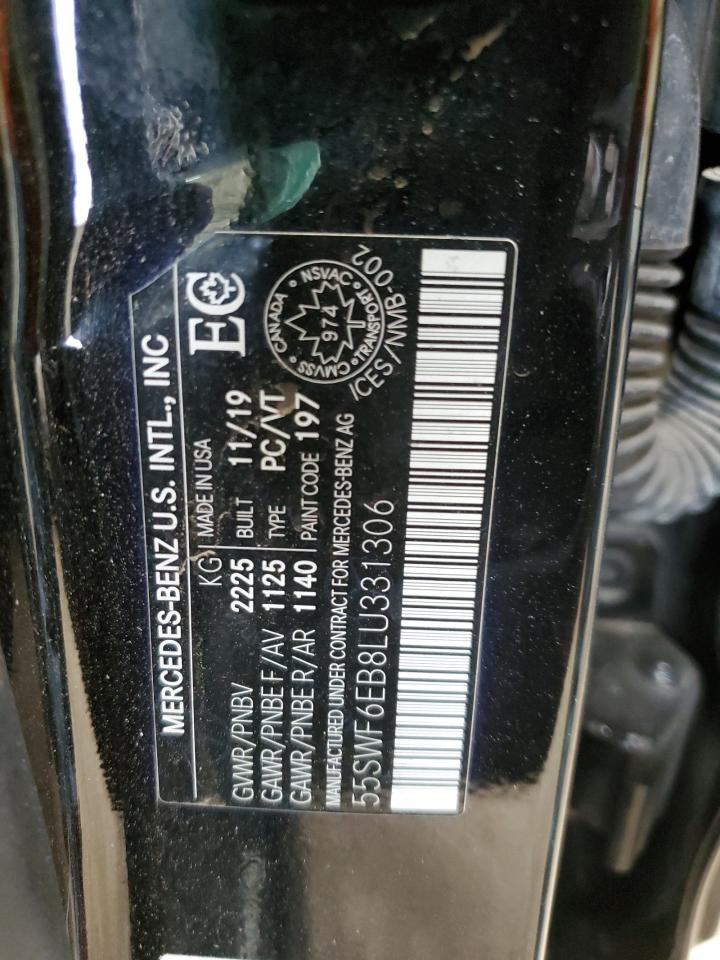 MERCEDES-BENZ U.S. INTL., INC
KG MADE IN USA
GVWR/PNBV 2225 BUILT 11/19
GAWR/PNBE F/AV 1125 TYPE PC/VT
GAWR/PNBE R/AR 1140 PAINT CODE 197
MANUFACTURED UNDER CONTRACT FOR MERCEDES-BENZ AG
55SWF6EB8LU331306
EC
CANADA • NSVAC • TRANSPORT • CMVSS
974
ICES/NMB-002